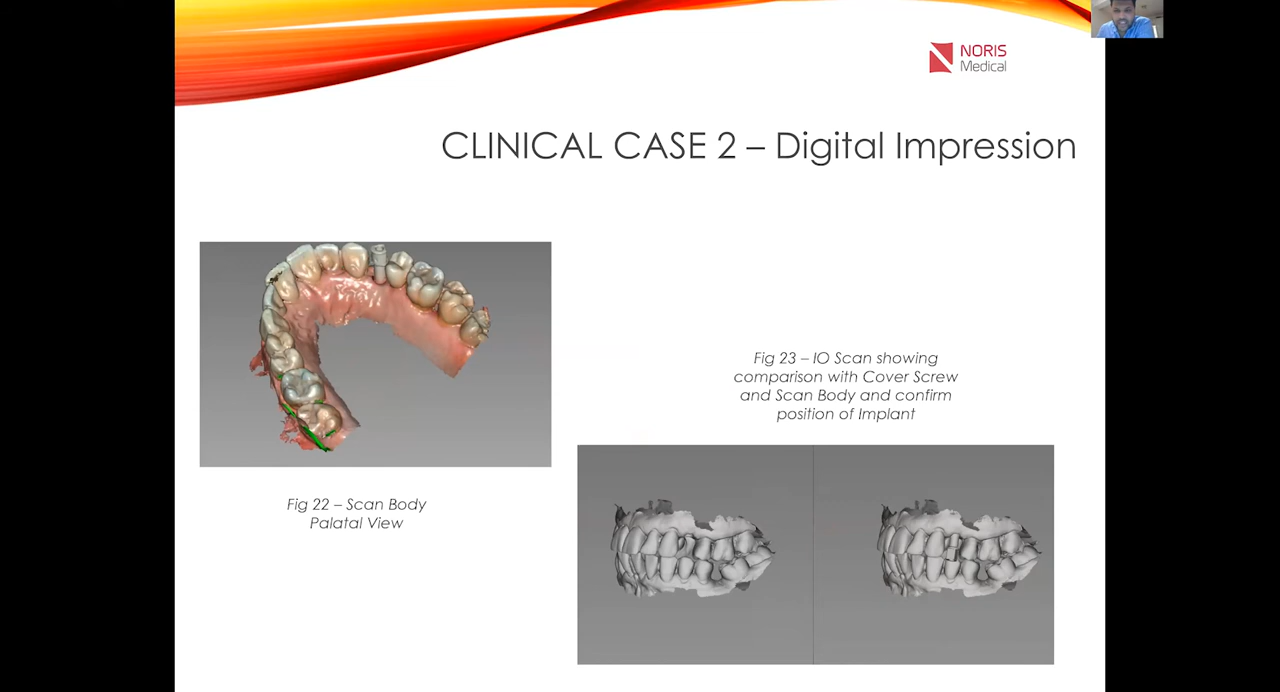 NORIS
Medical
CLINICAL CASE 2 – Digital Impression
Fig 23 – IO Scan showing
comparison with Cover Screw
and Scan Body and confirm
position of Implant
Fig 22 – Scan Body
Palatal View